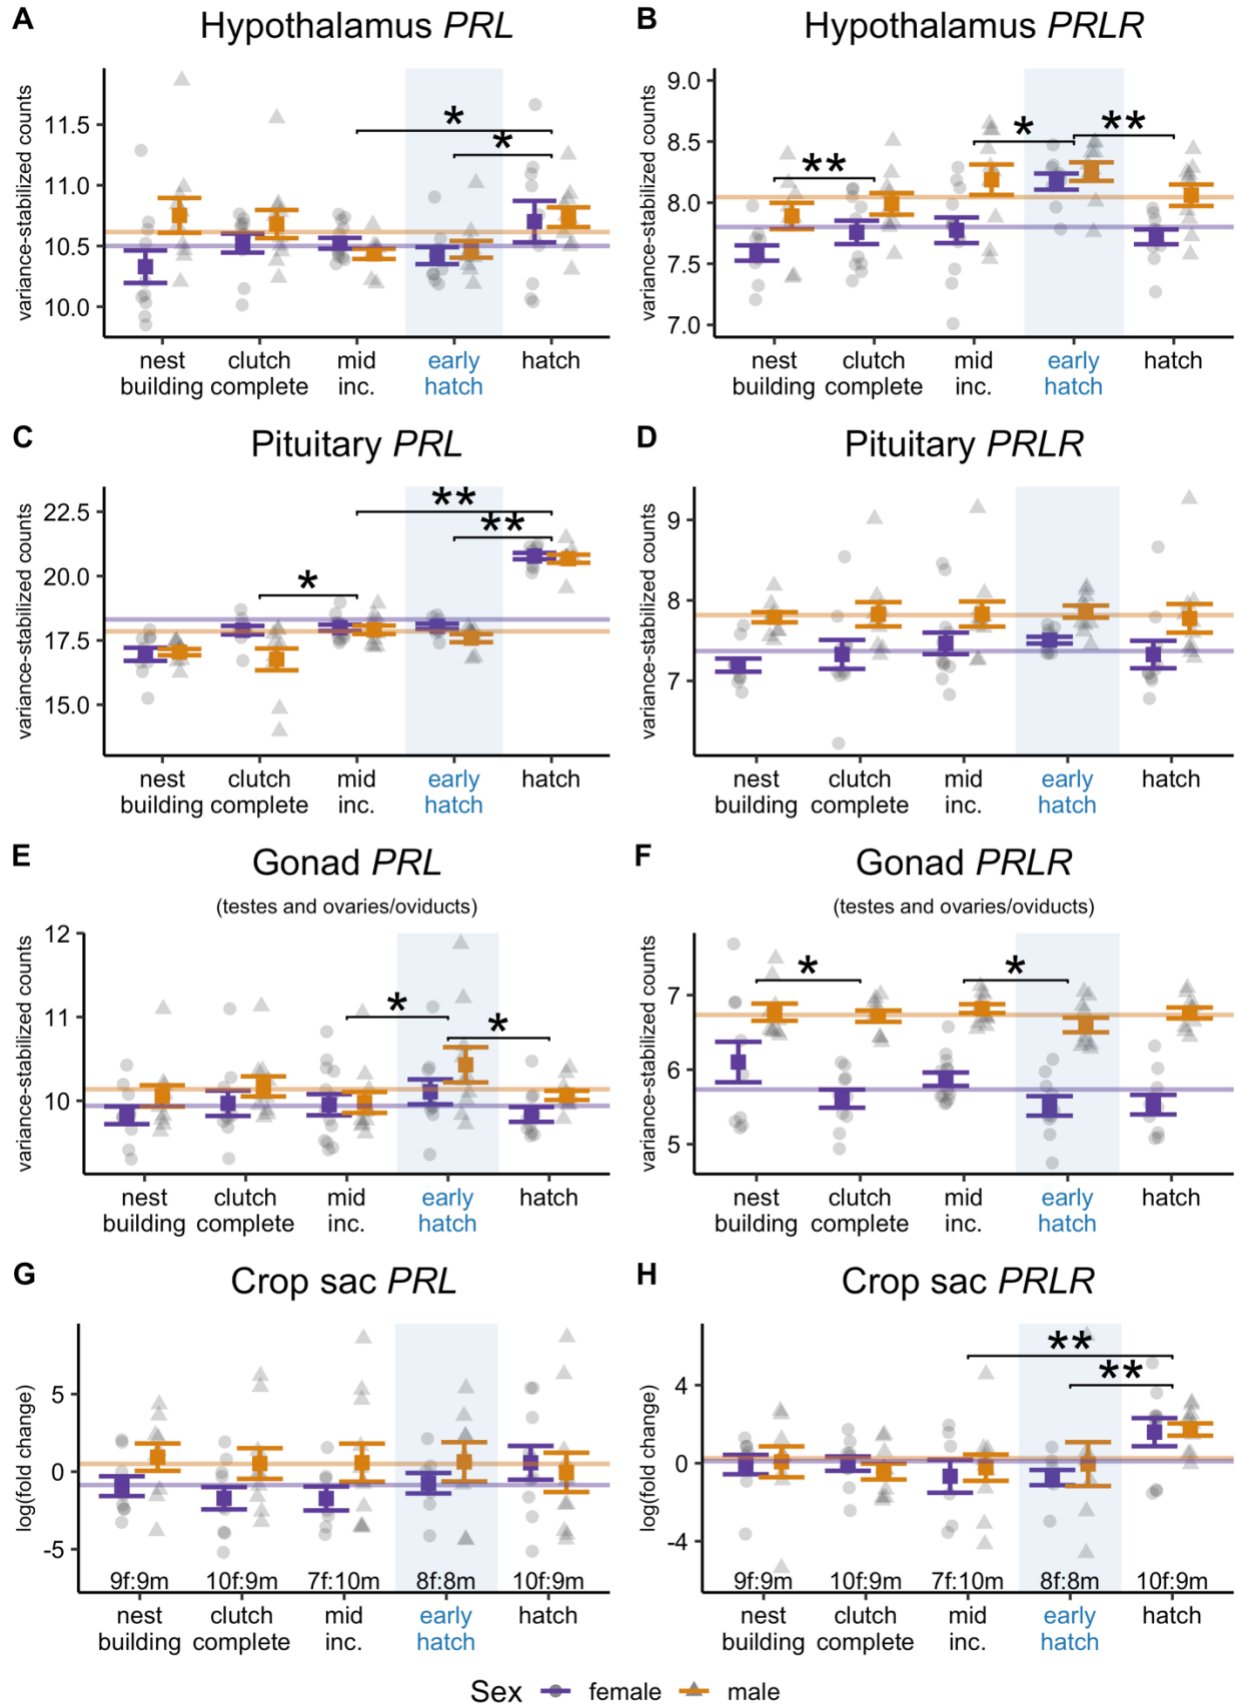 A
Hypothalamus PRL
variance-stabilized counts
11.5
11.0
10.5
10.0
*
*
nest building
clutch complete
mid inc.
early hatch
hatch
B
Hypothalamus PRLR
variance-stabilized counts
9.0
8.5
8.0
7.5
7.0
**
*
**
nest building
clutch complete
mid inc.
early hatch
hatch
C
Pituitary PRL
variance-stabilized counts
22.5
20.0
17.5
15.0
*
**
**
nest building
clutch complete
mid inc.
early hatch
hatch
D
Pituitary PRLR
variance-stabilized counts
9
8
7
nest building
clutch complete
mid inc.
early hatch
hatch
E
Gonad PRL
(testes and ovaries/oviducts)
variance-stabilized counts
12
11
10
*
*
nest building
clutch complete
mid inc.
early hatch
hatch
F
Gonad PRLR
(testes and ovaries/oviducts)
variance-stabilized counts
7
6
5
*
*
nest building
clutch complete
mid inc.
early hatch
hatch
G
Crop sac PRL
log(fold change)
5
0
-5
9f:9m
10f:9m
7f:10m
8f:8m
10f:9m
nest building
clutch complete
mid inc.
early hatch
hatch
H
Crop sac PRLR
log(fold change)
4
0
-4
**
**
9f:9m
10f:9m
7f:10m
8f:8m
10f:9m
nest building
clutch complete
mid inc.
early hatch
hatch
Sex female male